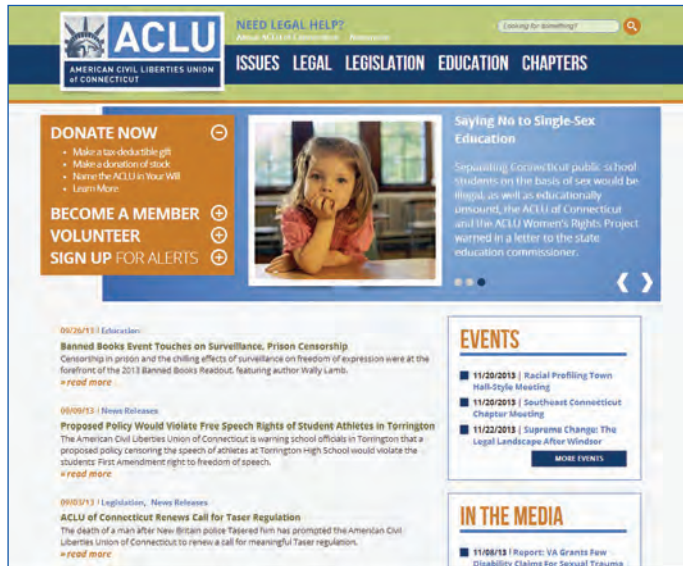 NEED LEGAL HELP?
About ACLU of Connecticut Newsroom
Looking for something?
ACLU
AMERICAN CIVIL LIBERTIES UNION
of CONNECTICUT
ISSUES LEGAL LEGISLATION EDUCATION CHAPTERS
DONATE NOW
• Make a tax-deductible gift
• Make a donation of stock
• Name the ACLU in Your Will
• Learn More
BECOME A MEMBER
VOLUNTEER
SIGN UP FOR ALERTS
Saying No to Single-Sex
Education
Separating Connecticut public school
students on the basis of sex would be
illegal, as well as educationally
unsound, the ACLU of Connecticut
and the ACLU Women's Rights Project
warned in a letter to the state
education commissioner.
09/26/13 | Education
Banned Books Event Touches on Surveillance, Prison Censorship
Censorship in prison and the chilling effects of surveillance on freedom of expression were at the
forefront of the 2013 Banned Books Readout, featuring author Wally Lamb.
» read more
09/09/13 | News Releases
Proposed Policy Would Violate Free Speech Rights of Student Athletes in Torrington
The American Civil Liberties Union of Connecticut is warning school officials in Torrington that a
proposed policy censoring the speech of athletes at Torrington High School would violate the
students' First Amendment right to freedom of speech.
» read more
09/03/13 | Legislation, News Releases
ACLU of Connecticut Renews Call for Taser Regulation
The death of a man after New Britain police Tasered him has prompted the American Civil
Liberties Union of Connecticut to renew a call for meaningful Taser regulation.
» read more
EVENTS
11/20/2013 | Racial Profiling Town
Hall-Style Meeting
11/20/2013 | Southeast Connecticut
Chapter Meeting
11/22/2013 | Supreme Change: The
Legal Landscape After Windsor
MORE EVENTS
IN THE MEDIA
11/08/13 | Report: VA Grants Few
Disability Claims For Sexual Trauma